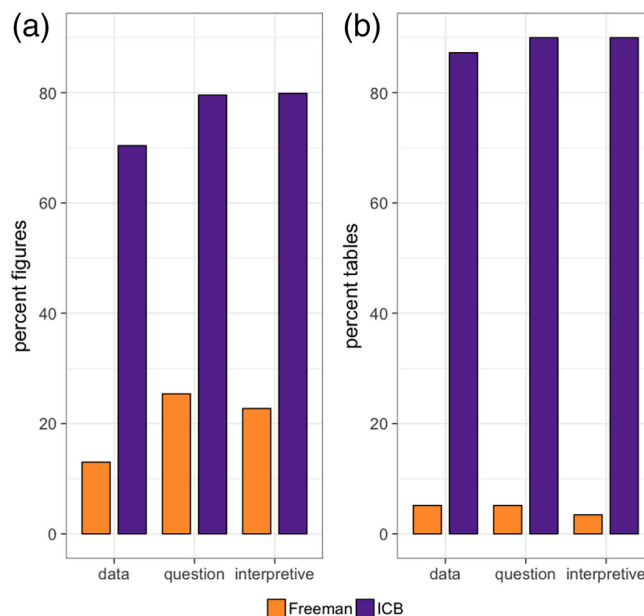 (a)
percent figures
80
60
40
20
0
data question interpretive
(b)
percent tables
80
60
40
20
0
data question interpretive
Freeman ICB